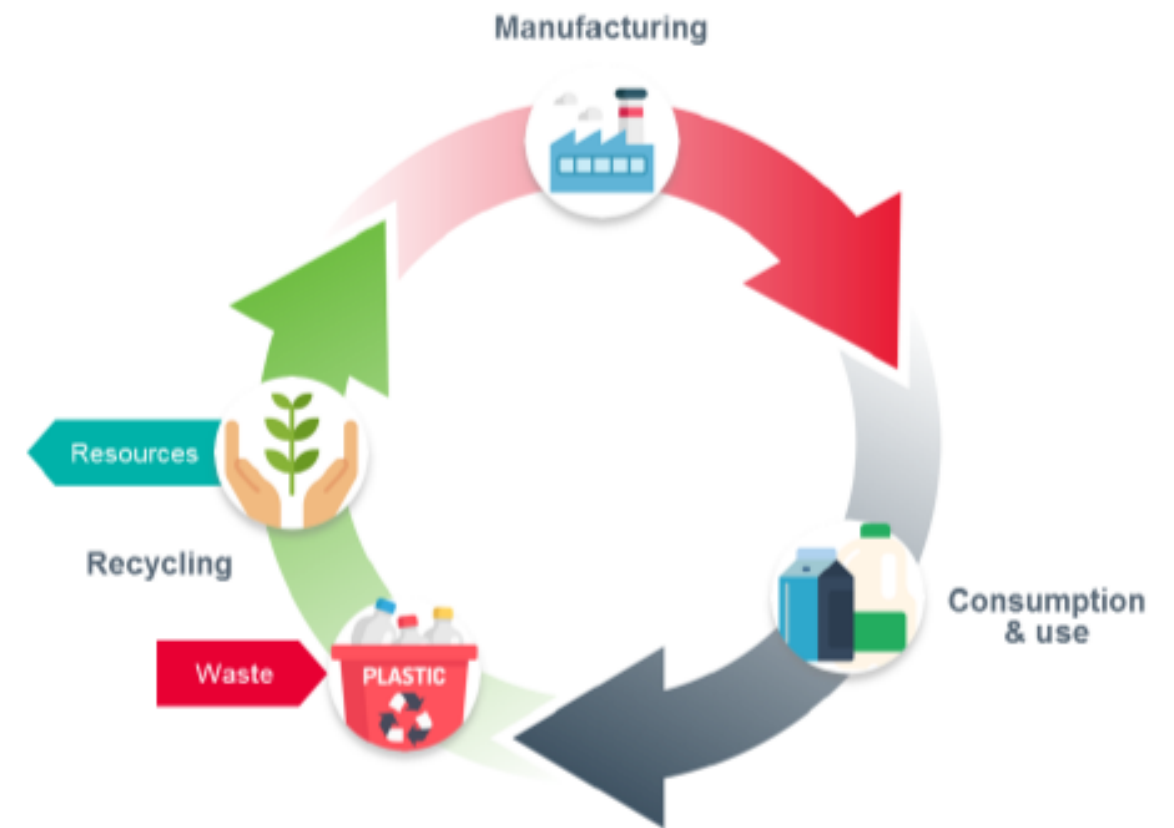 Manufacturing
Resources
Recycling
Consumption
& use
Waste
PLASTIC